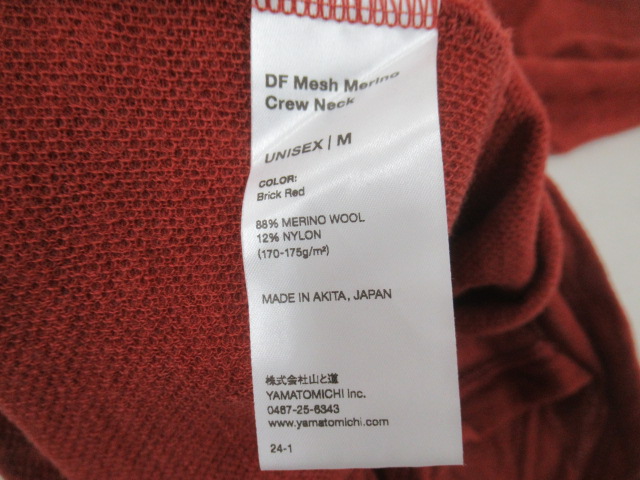 DF Mesh Merino
Crew Neck
UNISEX | M
COLOR:
Brick Red
88% MERINO WOOL
12% NYLON
(170-175g/m²)
MADE IN AKITA, JAPAN
株式会社山と道
YAMATOMICHI Inc.
0467-25-6343
www.yamatomichi.com
24-1